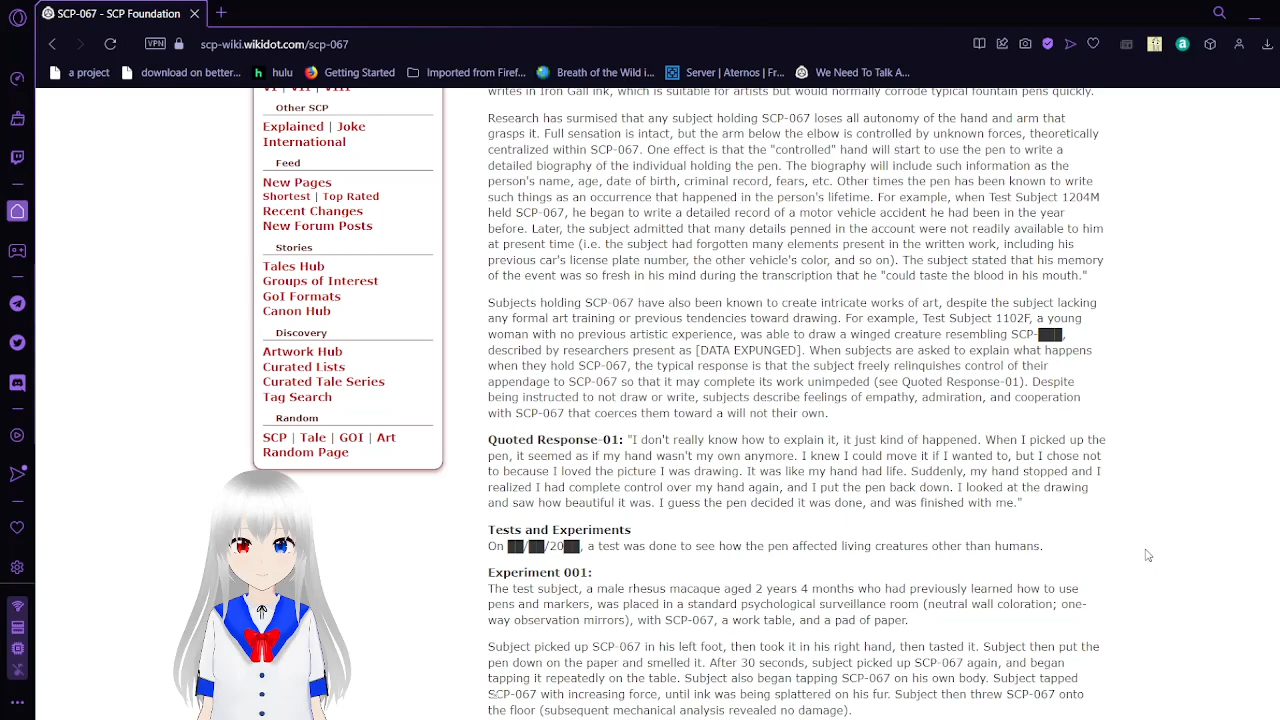 SCP-067 - SCP Foundation
VPN
scp-wiki.wikidot.com/scp-067
a project
download on better...
hulu
Getting Started
Imported from Firef...
Breath of the Wild i...
Server | Aternos | Fr...
We Need To Talk A...
VI | VII | VIII
Other SCP
Explained | Joke
International
Feed
New Pages
Shortest | Top Rated
Recent Changes
New Forum Posts
Stories
Tales Hub
Groups of Interest
GoI Formats
Canon Hub
Discovery
Artwork Hub
Curated Lists
Curated Tale Series
Tag Search
Random
SCP | Tale | GOI | Art
Random Page
writes in Iron Gall ink, which is suitable for artists but would normally corrode typical fountain pens quickly.
Research has surmised that any subject holding SCP-067 loses all autonomy of the hand and arm that
grasps it. Full sensation is intact, but the arm below the elbow is controlled by unknown forces, theoretically
centralized within SCP-067. One effect is that the "controlled" hand will start to use the pen to write a
detailed biography of the individual holding the pen. The biography will include such information as the
person's name, age, date of birth, criminal record, fears, etc. Other times the pen has been known to write
such things as an occurrence that happened in the person's lifetime. For example, when Test Subject 1204M
held SCP-067, he began to write a detailed record of a motor vehicle accident he had been in the year
before. Later, the subject admitted that many details penned in the account were not readily available to him
at present time (i.e. the subject had forgotten many elements present in the written work, including his
previous car's license plate number, the other vehicle's color, and so on). The subject stated that his memory
of the event was so fresh in his mind during the transcription that he "could taste the blood in his mouth."
Subjects holding SCP-067 have also been known to create intricate works of art, despite the subject lacking
any formal art training or previous tendencies toward drawing. For example, Test Subject 1102F, a young
woman with no previous artistic experience, was able to draw a winged creature resembling SCP-███,
described by researchers present as [DATA EXPUNGED]. When subjects are asked to explain what happens
when they hold SCP-067, the typical response is that the subject freely relinquishes control of their
appendage to SCP-067 so that it may complete its work unimpeded (see Quoted Response-01). Despite
being instructed to not draw or write, subjects describe feelings of empathy, admiration, and cooperation
with SCP-067 that coerces them toward a will not their own.
Quoted Response-01: "I don't really know how to explain it, it just kind of happened. When I picked up the
pen, it seemed as if my hand wasn't my own anymore. I knew I could move it if I wanted to, but I chose not
to because I loved the picture I was drawing. It was like my hand had life. Suddenly, my hand stopped and I
realized I had complete control over my hand again, and I put the pen back down. I looked at the drawing
and saw how beautiful it was. I guess the pen decided it was done, and was finished with me."
Tests and Experiments
On ██/██/20██, a test was done to see how the pen affected living creatures other than humans.
Experiment 001:
The test subject, a male rhesus macaque aged 2 years 4 months who had previously learned how to use
pens and markers, was placed in a standard psychological surveillance room (neutral wall coloration; one-
way observation mirrors), with SCP-067, a work table, and a pad of paper.
Subject picked up SCP-067 in his left foot, then took it in his right hand, then tasted it. Subject then put the
pen down on the paper and smelled it. After 30 seconds, subject picked up SCP-067 again, and began
tapping it repeatedly on the table. Subject also began tapping SCP-067 on his own body. Subject tapped
SCP-067 with increasing force, until ink was being splattered on his fur. Subject then threw SCP-067 onto
the floor (subsequent mechanical analysis revealed no damage).